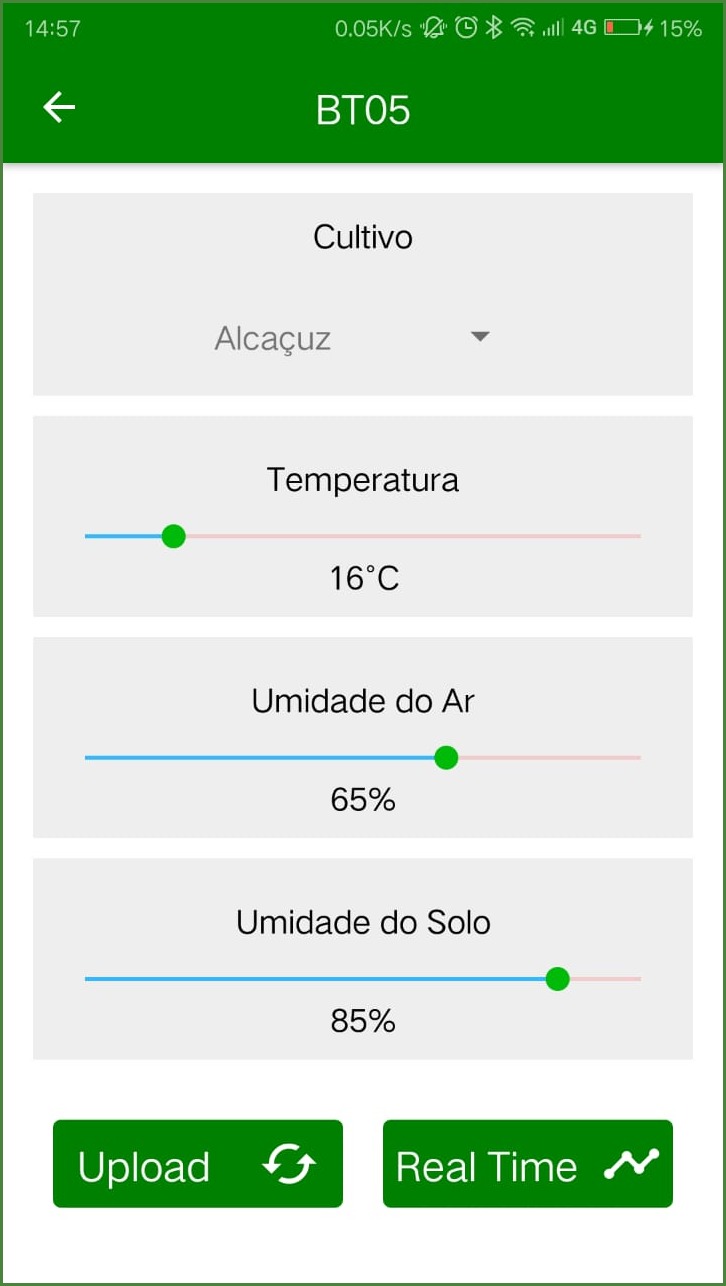 14:57 0.05K/s 4G 15%
BT05
Cultivo
Alcaçuz
Temperatura
16°C
Umidade do Ar
65%
Umidade do Solo
85%
Upload
Real Time